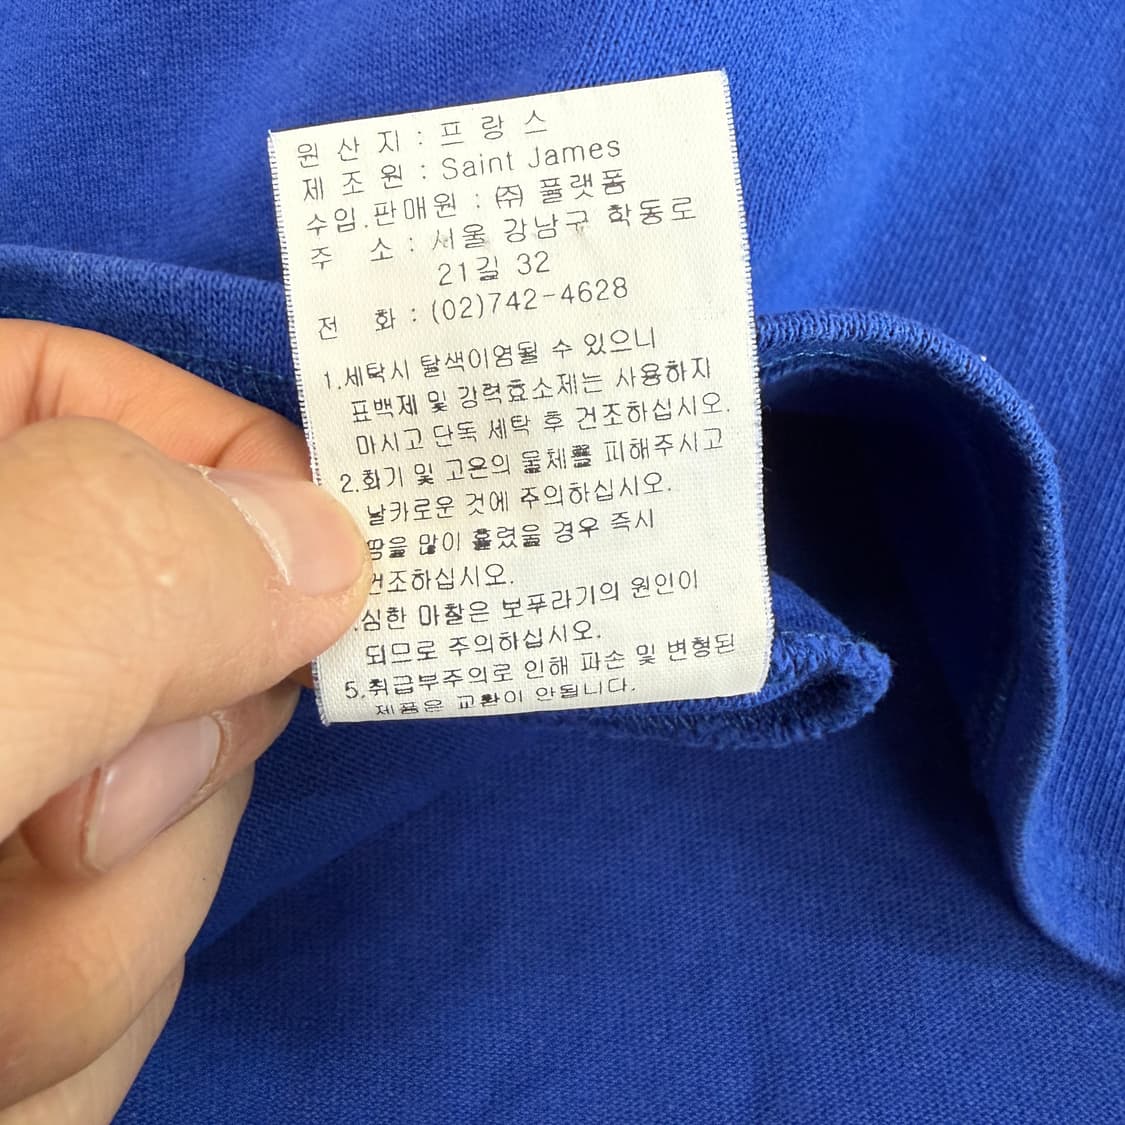 원 산 지 : 프 랑 스
제 조 원 : Saint James
수입.판매원 : ㈜ 플랫폼
주 소 : 서울 강남구 학동로
21길 32
전 화 : (02)742-4628
1.세탁시 탈색이염될 수 있으니
표백제 및 강력효소제는 사용하지
마시고 단독 세탁 후 건조하십시오.
2.화기 및 고온의 물체를 피해주시고
날카로운 것에 주의하십시오.
땀을 많이 흘렸을 경우 즉시
건조하십시오.
.심한 마찰은 보푸라기의 원인이
되므로 주의하십시오.
5.취급부주의로 인해 파손 및 변형된
제품은 교환이 안됩니다.